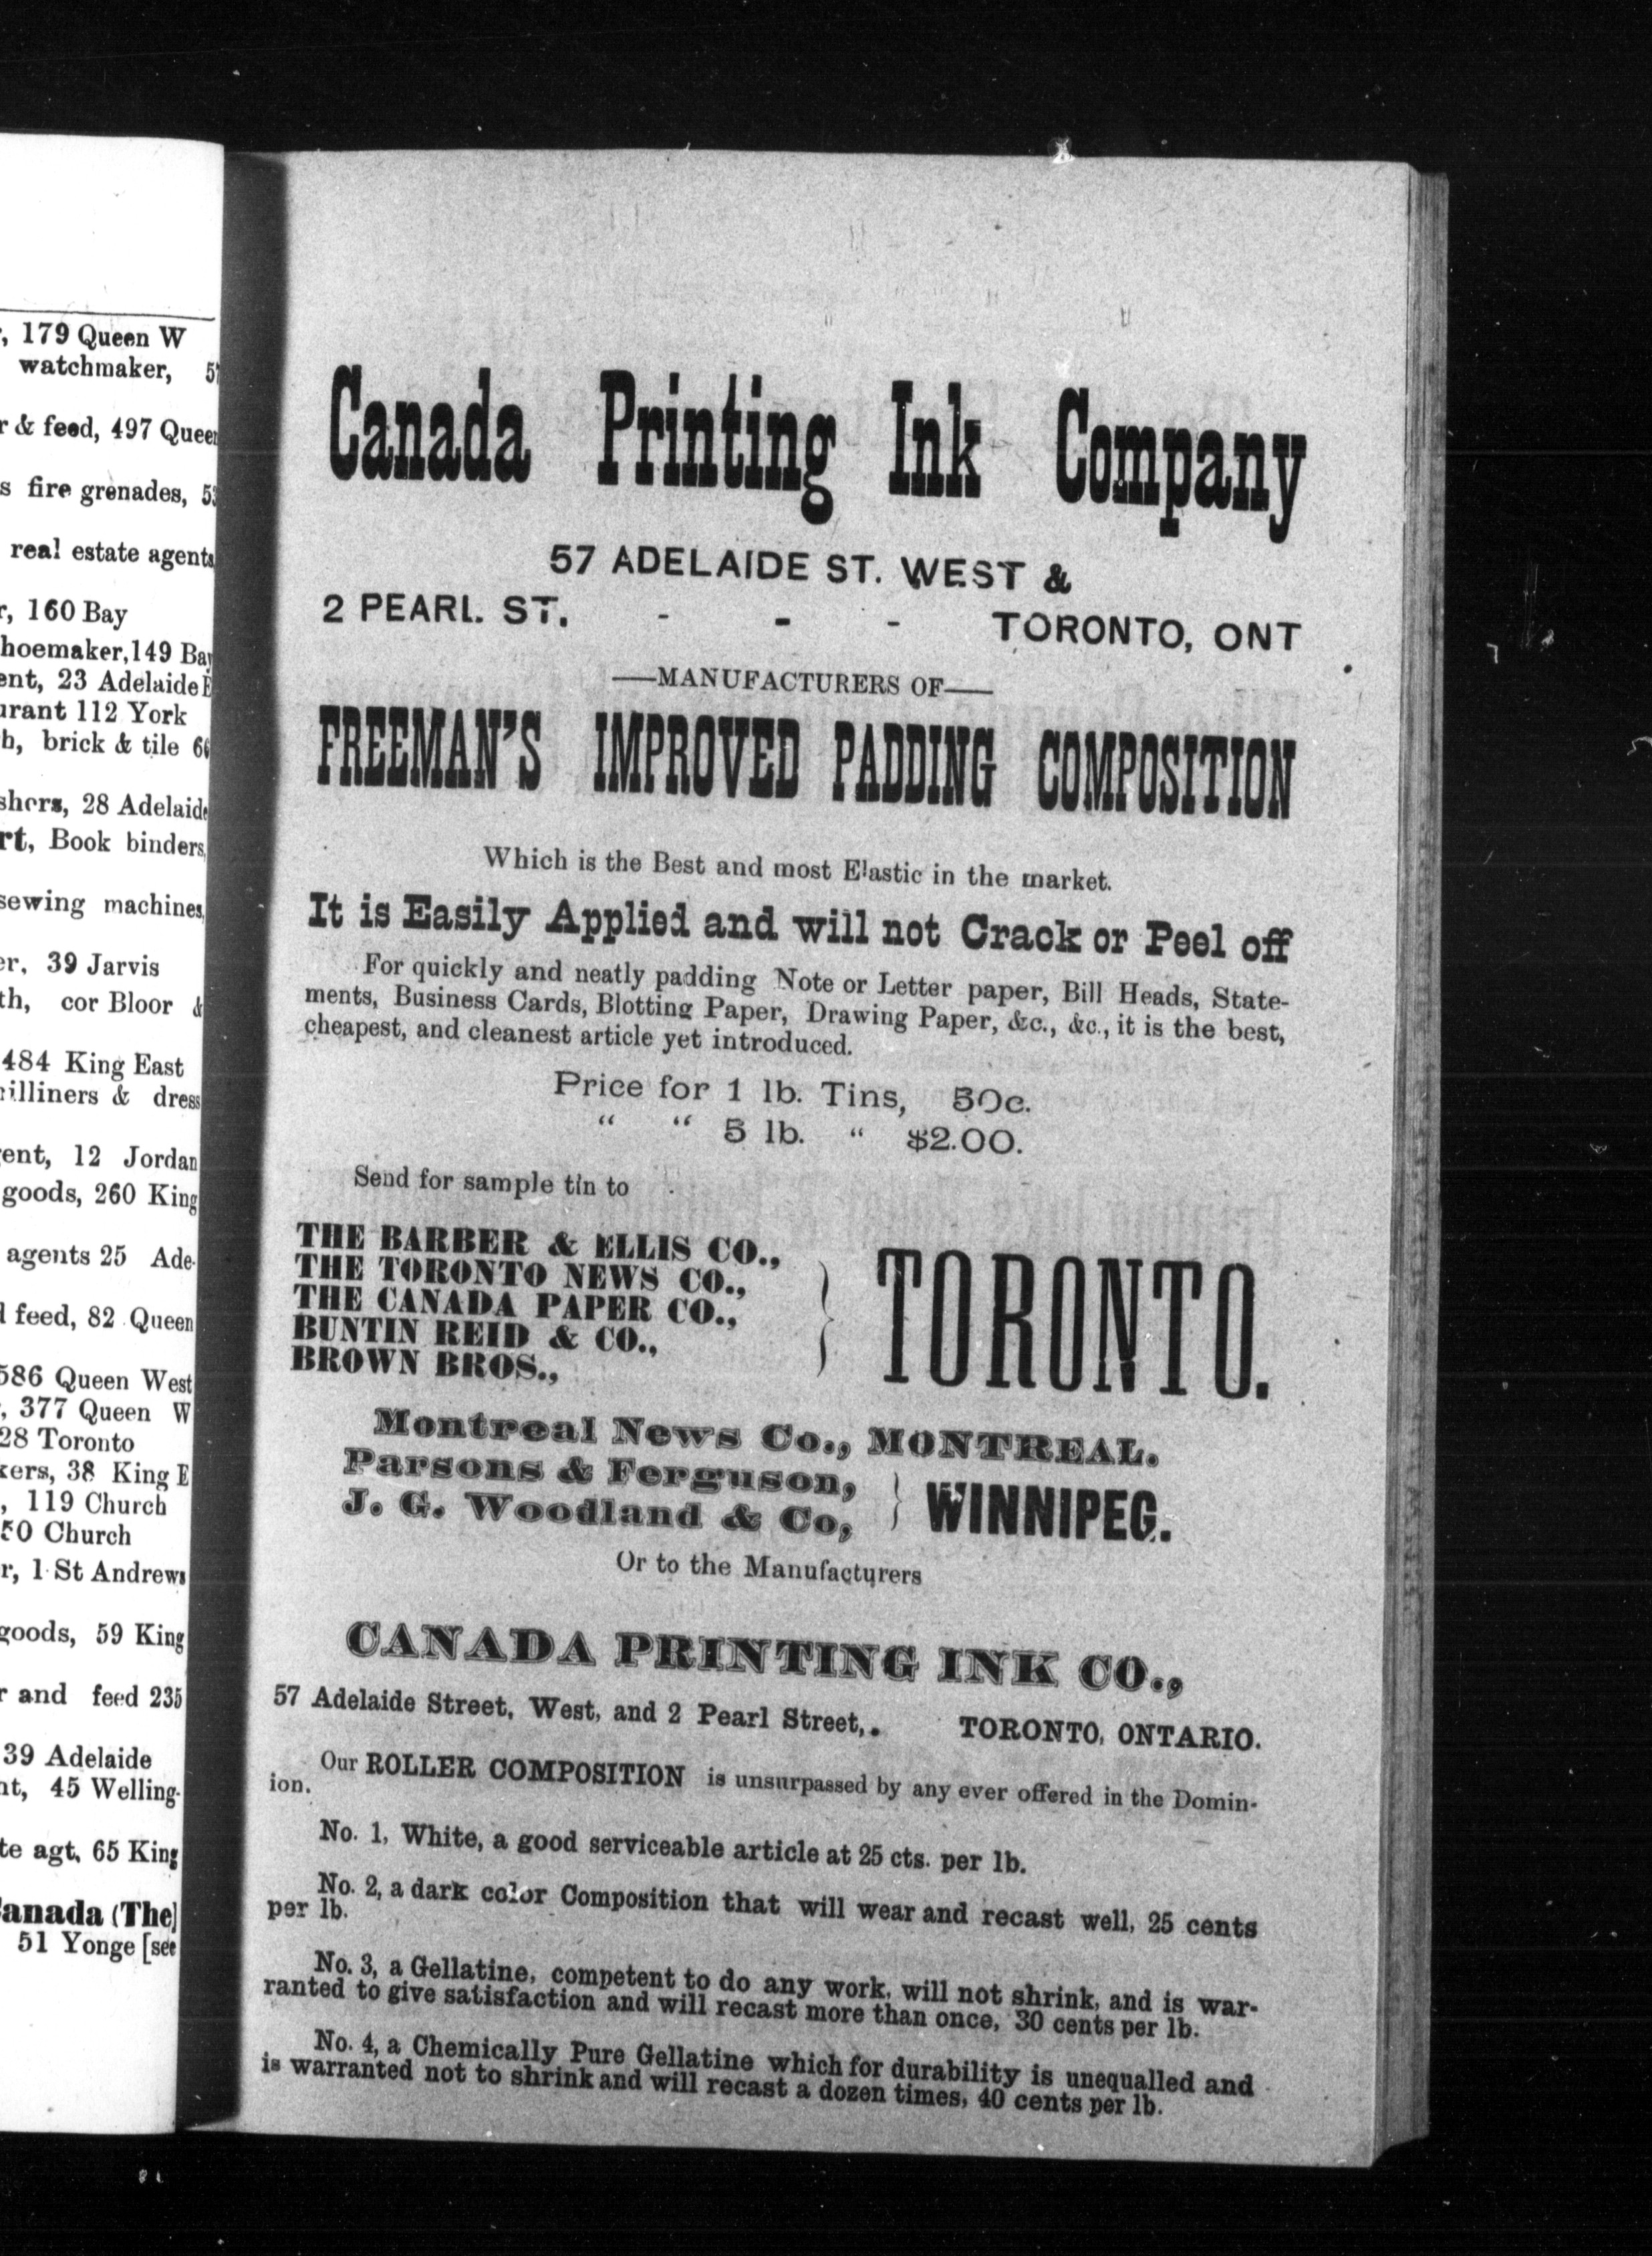 , 179 Queen W
watchmaker, 57
& feed, 497 Queen
s fire grenades, 53
real estate agents
r, 160 Bay
hoemaker, 149 Bay
ent, 23 Adelaide E
urant 112 York
h, brick & tile 66
shers, 28 Adelaide
rt, Book binders,
sewing machines,
er, 39 Jarvis
th, cor Bloor &
484 King East
illiners & dress
ent, 12 Jordan
goods, 260 King
agents 25 Ade-
feed, 82 Queen
586 Queen West
, 377 Queen W
28 Toronto
kers, 38 King E
, 119 Church
50 Church
r, 1 St Andrews
goods, 59 King
r and feed 235
39 Adelaide
nt, 45 Welling-
te agt, 65 King
anada (The)
51 Yonge [see
Canada Printing Ink Company
57 ADELAIDE ST. WEST &
2 PEARL ST. - - - TORONTO, ONT
—MANUFACTURERS OF—
FREEMAN'S IMPROVED PADDING COMPOSITION
Which is the Best and most Elastic in the market.
It is Easily Applied and will not Crack or Peel off
For quickly and neatly padding Note or Letter paper, Bill Heads, State-
ments, Business Cards, Blotting Paper, Drawing Paper, &c., &c., it is the best,
cheapest, and cleanest article yet introduced.
Price for 1 lb. Tins, 50c.
“ “ 5 lb. “ $2.00.
Send for sample tin to
THE BARBER & ELLIS CO.,
THE TORONTO NEWS CO.,
THE CANADA PAPER CO.,
BUNTIN REID & CO.,
BROWN BROS.,
} TORONTO.
Montreal News Co., MONTREAL.
Parsons & Ferguson,
J. G. Woodland & Co,
} WINNIPEG.
Or to the Manufacturers
CANADA PRINTING INK CO.,
57 Adelaide Street, West, and 2 Pearl Street,. TORONTO, ONTARIO.
Our ROLLER COMPOSITION is unsurpassed by any ever offered in the Domin-
ion.
No. 1, White, a good serviceable article at 25 cts. per lb.
No. 2, a dark color Composition that will wear and recast well, 25 cents
per lb.
No. 3, a Gellatine, competent to do any work, will not shrink, and is war-
ranted to give satisfaction and will recast more than once, 30 cents per lb.
No. 4, a Chemically Pure Gellatine which for durability is unequalled and
is warranted not to shrink and will recast a dozen times, 40 cents per lb.